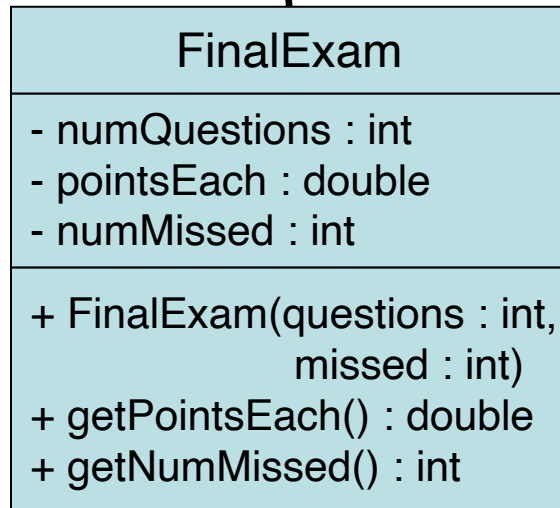 FinalExam
- numQuestions : int
- pointsEach : double
- numMissed : int
+ FinalExam(questions : int,
missed : int)
+ getPointsEach() : double
+ getNumMissed() : int